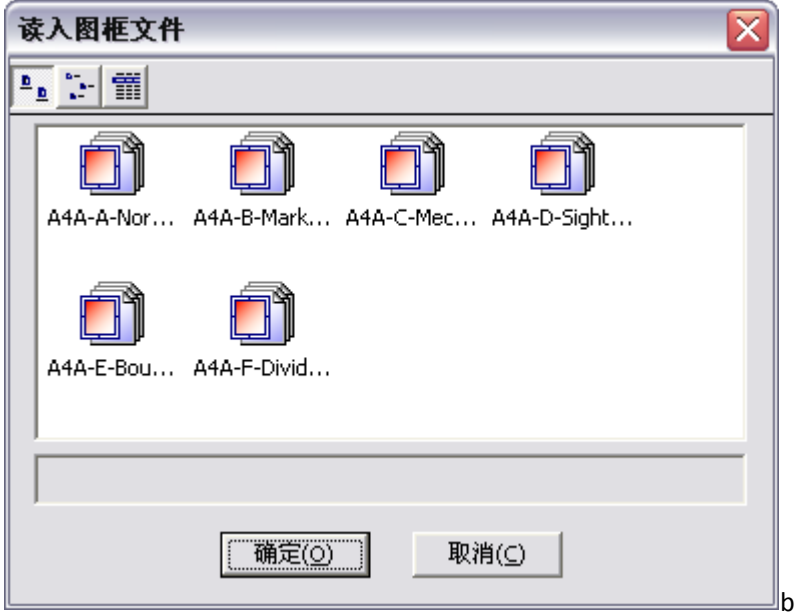 读入图框文件
A4A-A-Nor... A4A-B-Mark... A4A-C-Mec... A4A-D-Sight...
A4A-E-Bou... A4A-F-Divid...
确定(O) 取消(C)
b